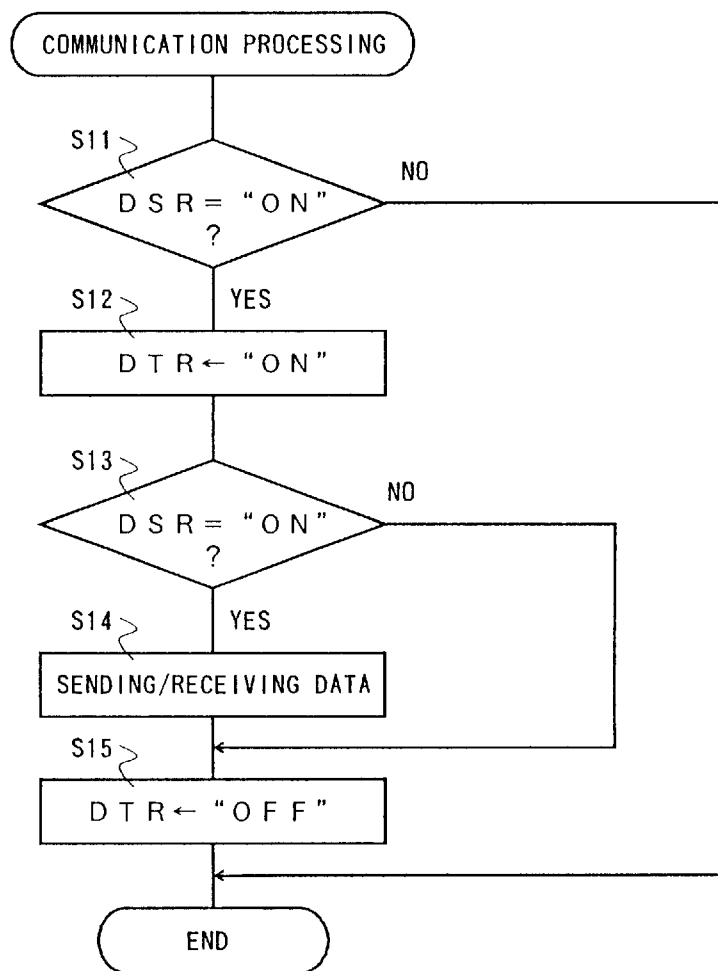 COMMUNICATION PROCESSING
S11
NO
DSR= "ON"
?
S12
YES
DTR← "ON"
S13
NO
DSR= "ON"
?
S14
YES
SENDING/RECEIVING DATA
S15
DTR← "OFF"
END